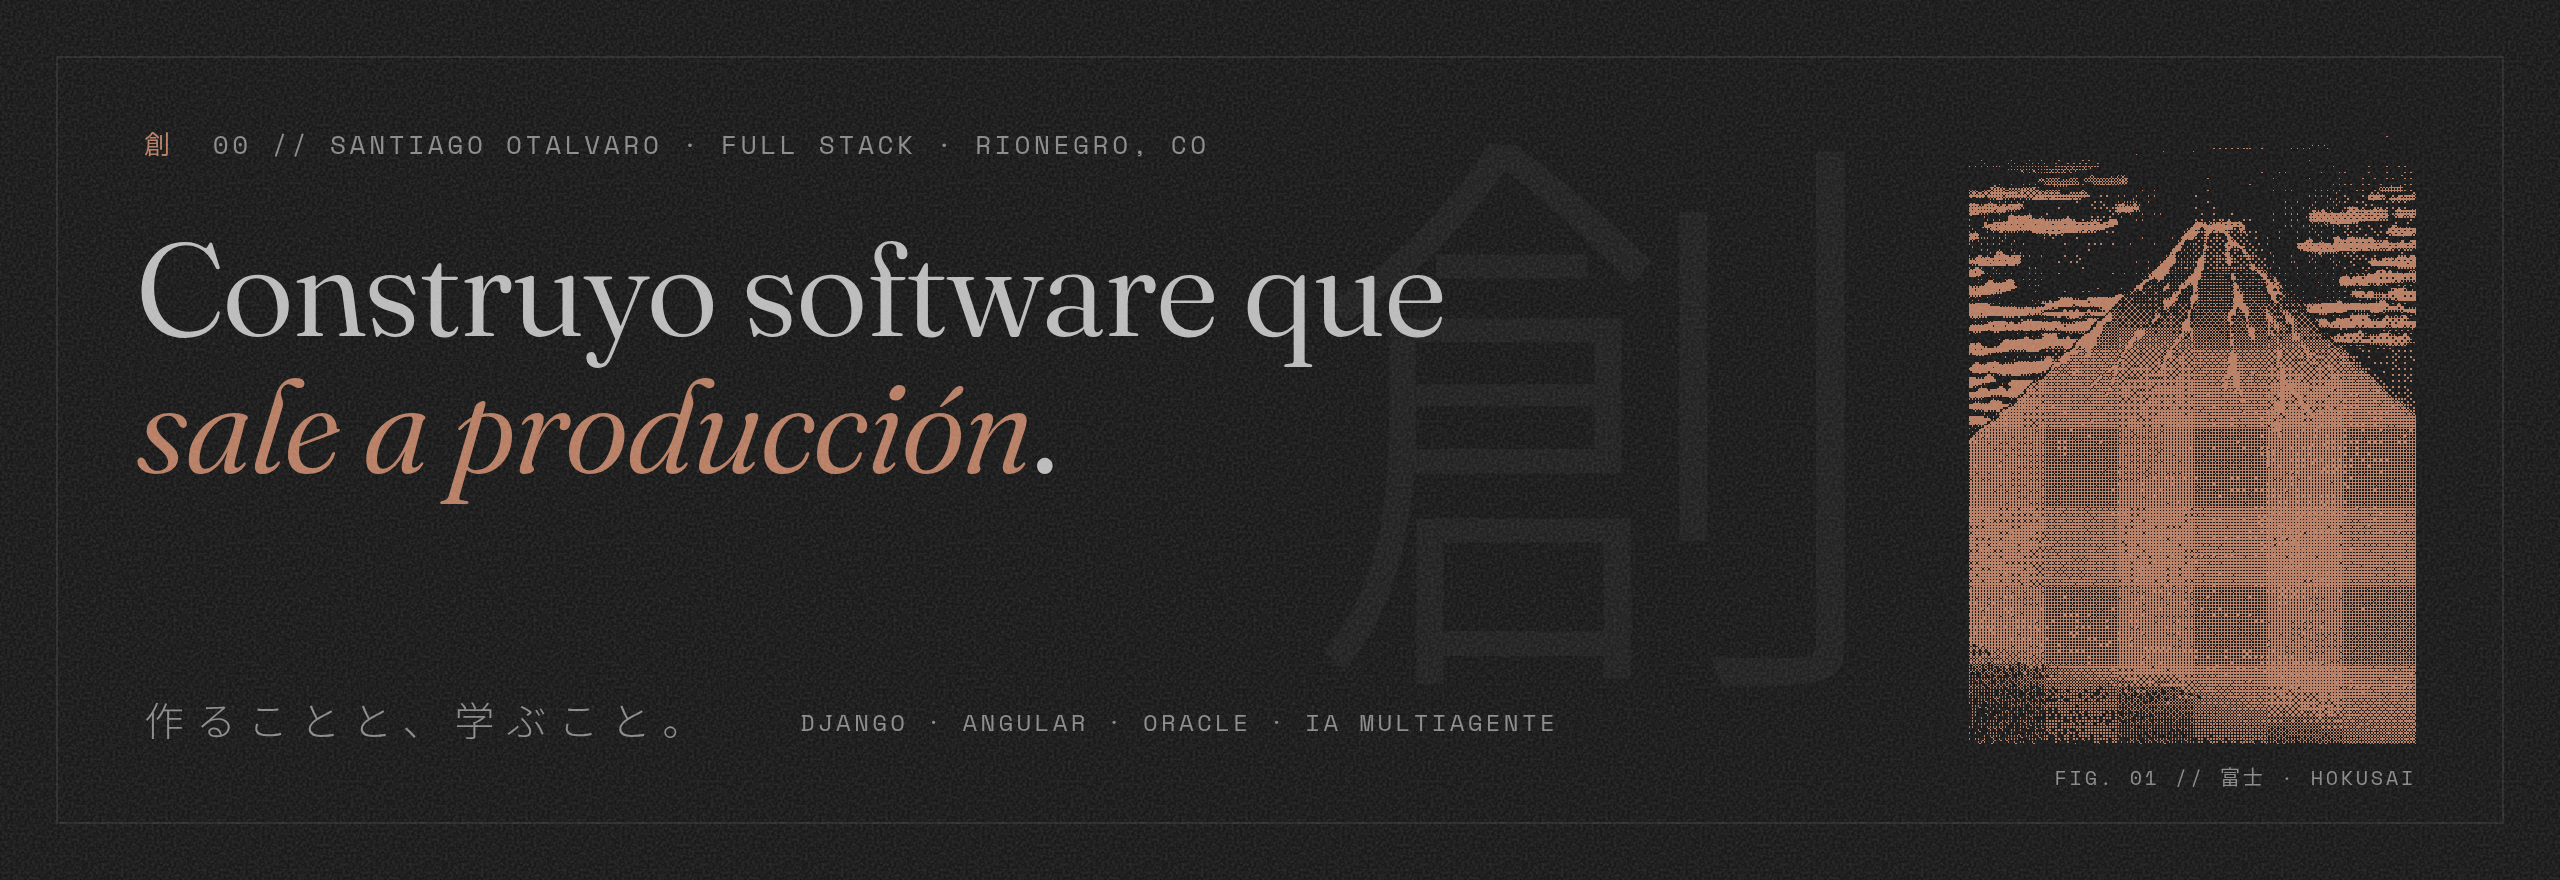 創 00 // SANTIAGO OTALVARO · FULL STACK · RIONEGRO, CO
Construyo software que
sale a producción.
創
作ることと、学ぶこと。
DJANGO · ANGULAR · ORACLE · IA MULTIAGENTE
FIG. 01 // 富士 · HOKUSAI